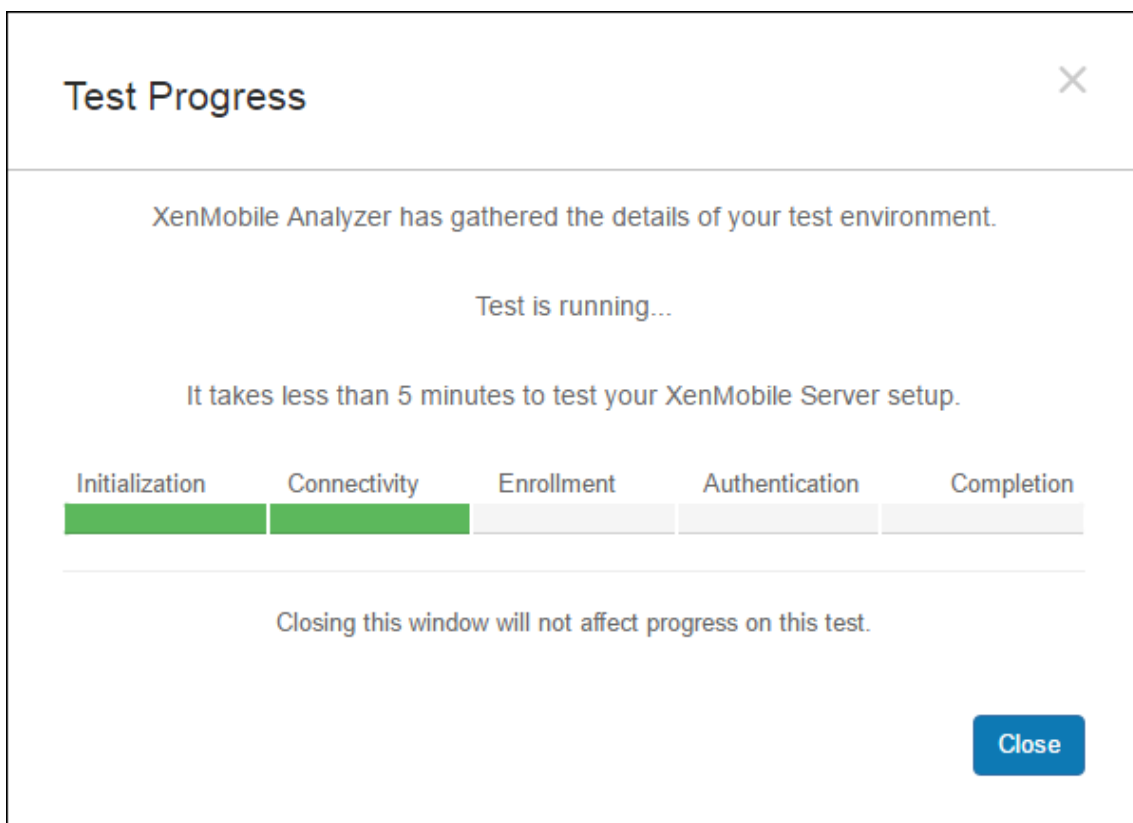 Test Progress
XenMobile Analyzer has gathered the details of your test environment.
Test is running...
It takes less than 5 minutes to test your XenMobile Server setup.
Initialization Connectivity Enrollment Authentication Completion
Closing this window will not affect progress on this test.
Close